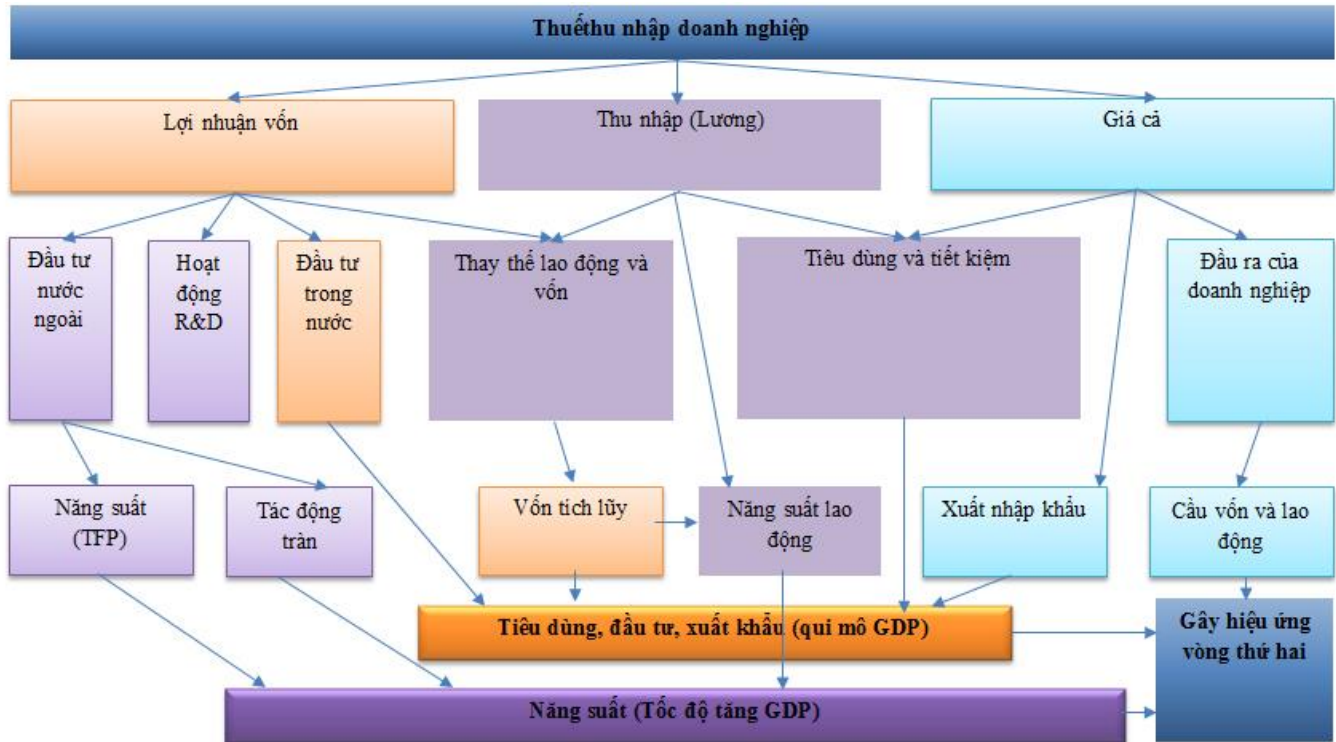 Thuếthu nhập doanh nghiệp
Lợi nhuận vốn
Thu nhập (Lương)
Giá cả
Đầu tư
nước
ngoài
Hoạt
động
R&D
Đầu tư
trong
nước
Thay thế lao động và
vốn
Tiêu dùng và tiết kiệm
Đầu ra của
doanh nghiệp
Năng suất
(TFP)
Tác động
tràn
Vốn tích lũy
Năng suất lao
động
Xuất nhập khẩu
Cầu vốn và lao
động
Tiêu dùng, đầu tư, xuất khẩu (qui mô GDP)
Gây hiệu ứng
vòng thứ hai
Năng suất (Tốc độ tăng GDP)